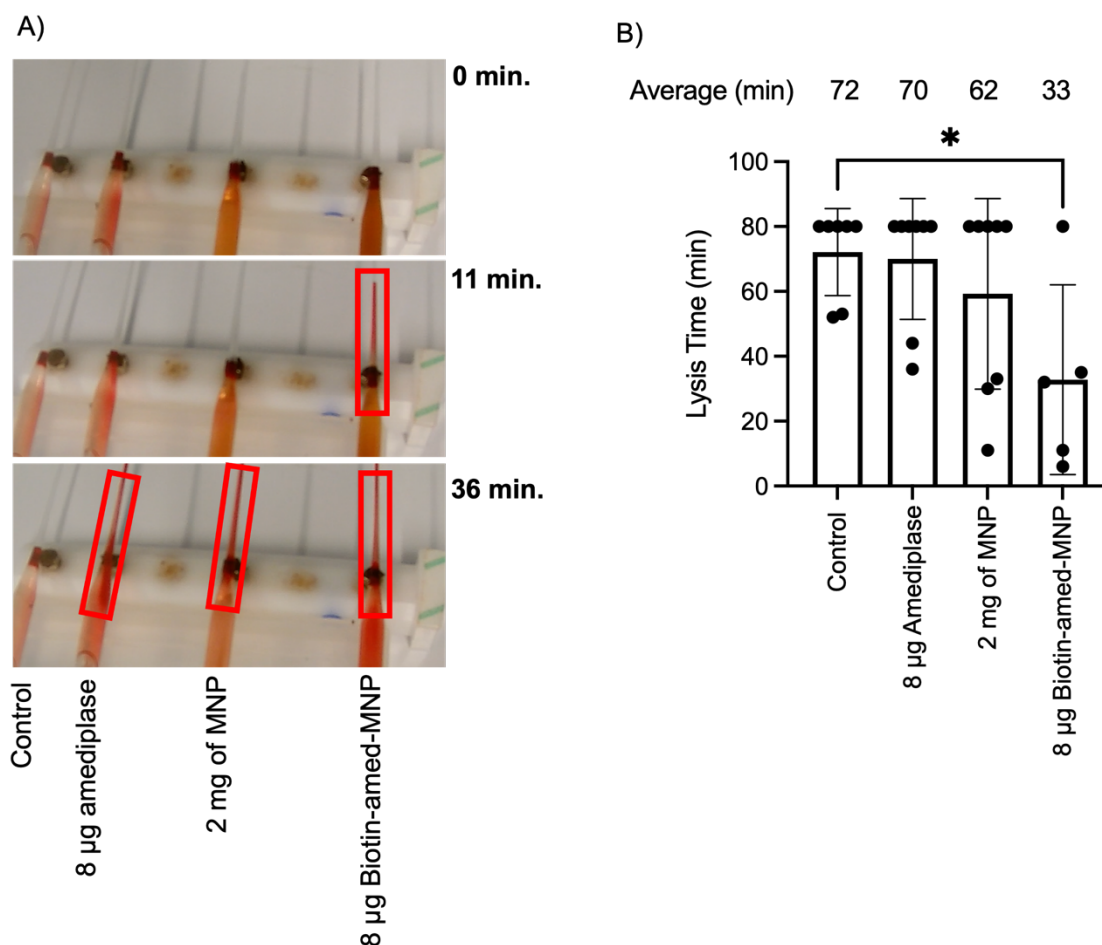 A)
0 min.
11 min.
36 min.
Control
8 µg amediplase
2 mg of MNP
8 µg Biotin-amed-MNP
B)
Average (min) 72 70 62 33
*
Lysis Time (min)
100
80
60
40
20
0
Control
8 µg Amediplase
2 mg of MNP
8 µg Biotin-amed-MNP